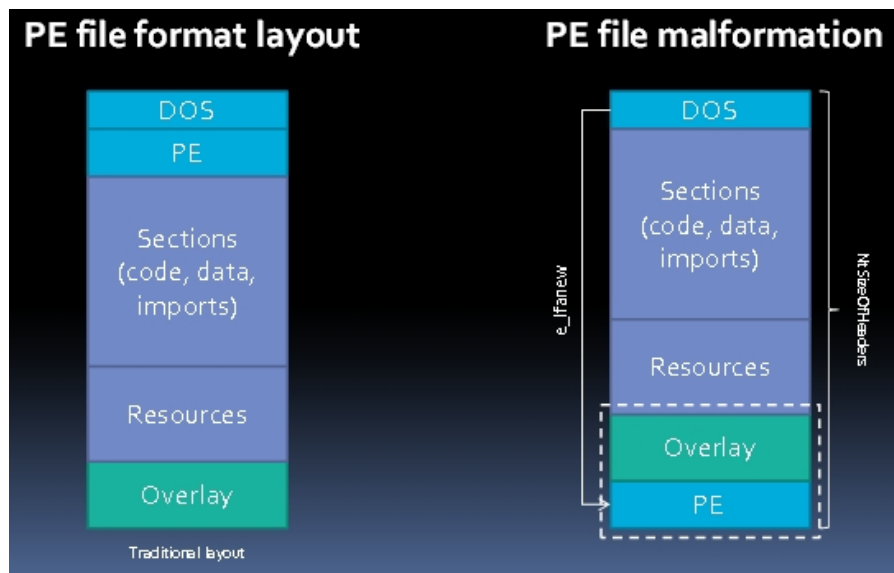 PE file format layout
DOS
PE
Sections
(code, data,
imports)
Resources
Overlay
Traditional layout
PE file malformation
DOS
Sections
(code, data,
imports)
Resources
Overlay
PE
e_lfanew
NtSizeOfHeaders